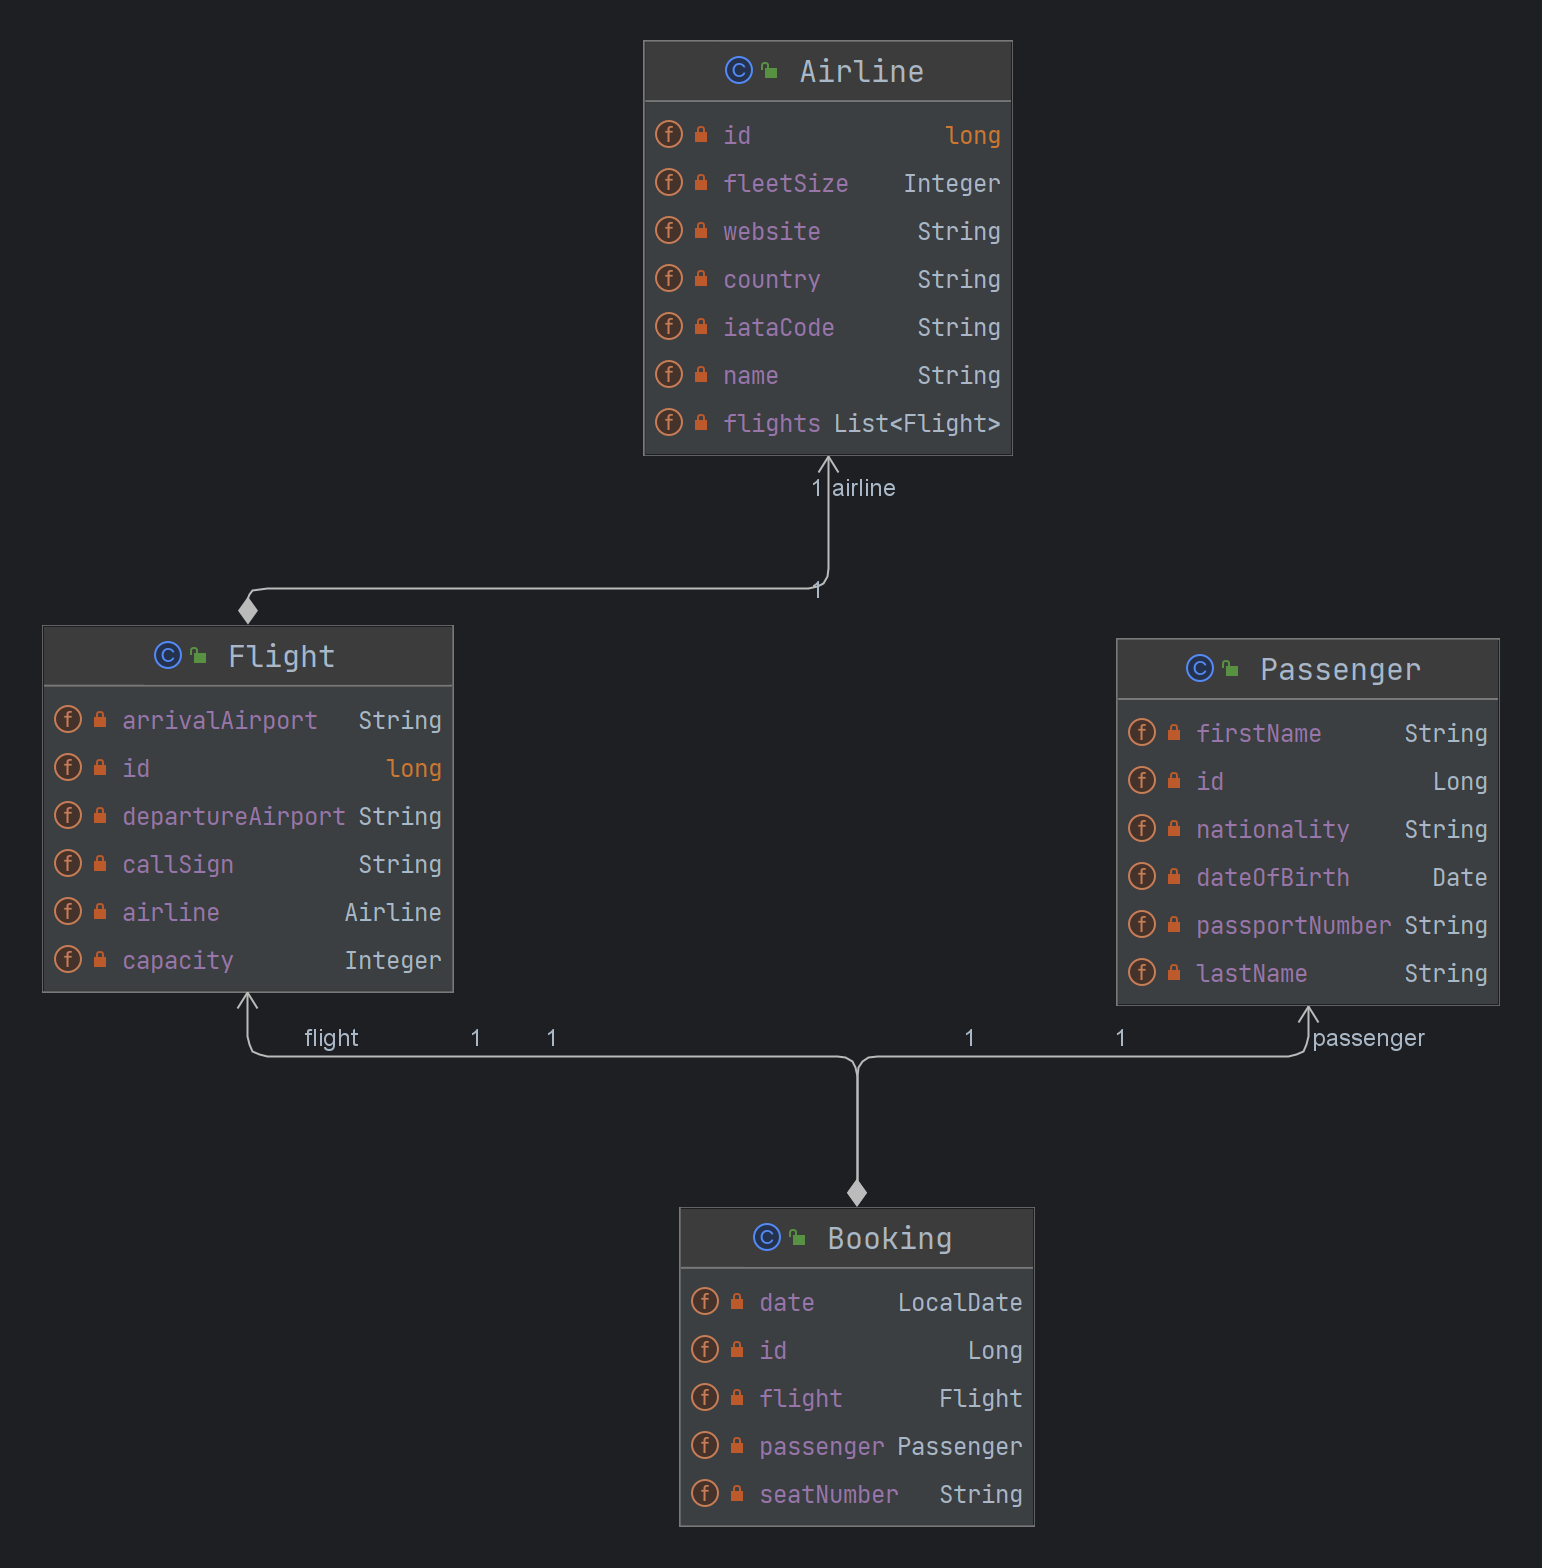 Airline
id long
fleetSize Integer
website String
country String
iataCode String
name String
flights List<Flight>
1 airline
1
Flight
arrivalAirport String
id long
departureAirport String
callSign String
airline Airline
capacity Integer
Passenger
firstName String
id Long
nationality String
dateOfBirth Date
passportNumber String
lastName String
flight 1 1 1 1 passenger
Booking
date LocalDate
id Long
flight Flight
passenger Passenger
seatNumber String